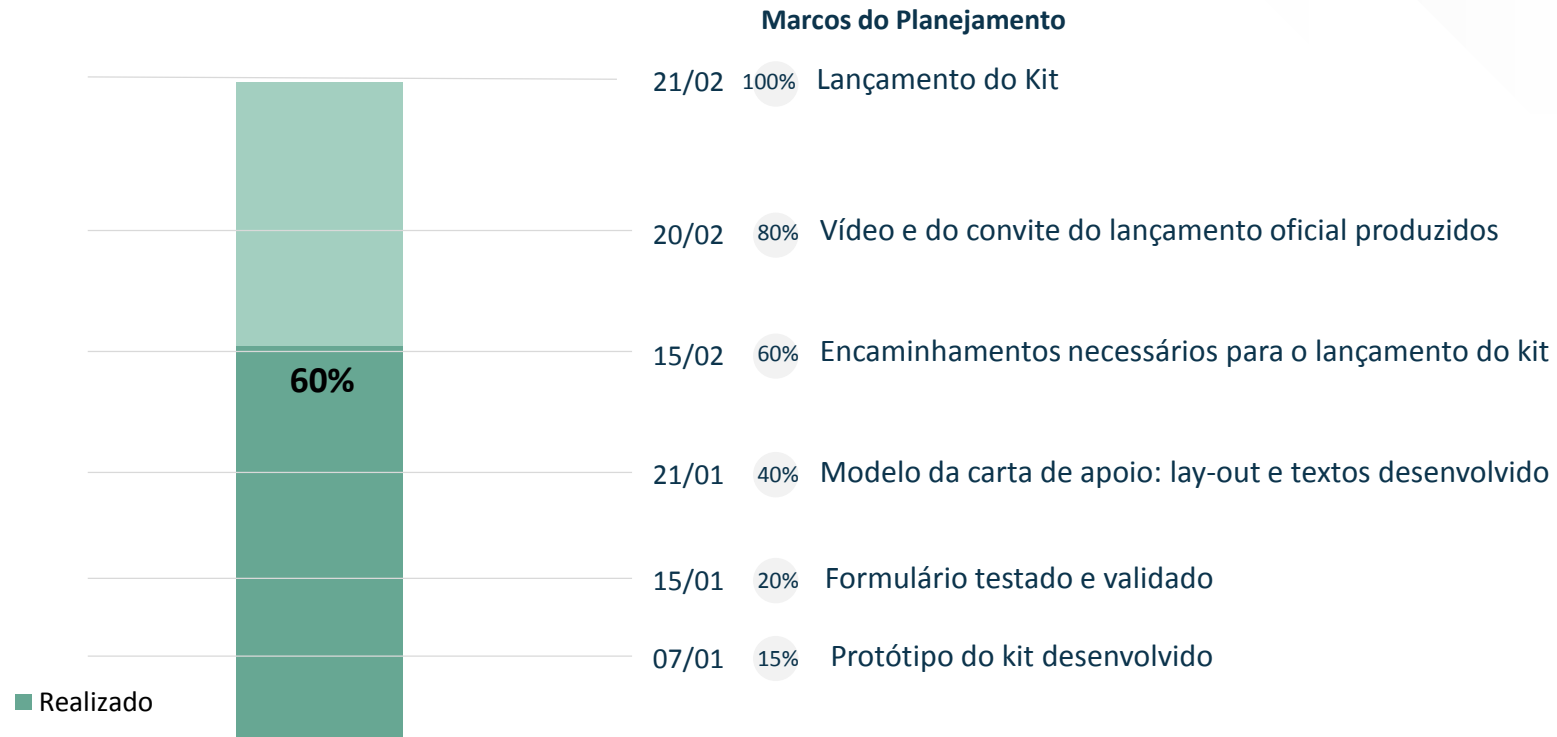 Marcos do Planejamento
21/02 100% Lançamento do Kit
20/02 80% Vídeo e do convite do lançamento oficial produzidos
15/02 60% Encaminhamentos necessários para o lançamento do kit
60%
21/01 40% Modelo da carta de apoio: lay-out e textos desenvolvido
15/01 20% Formulário testado e validado
07/01 15% Protótipo do kit desenvolvido
Realizado